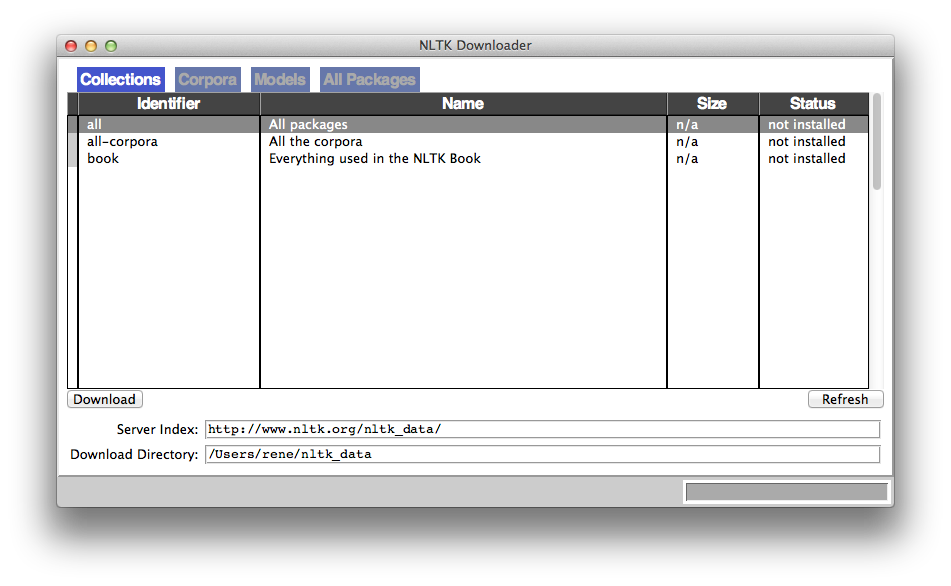 NLTK Downloader
Collections Corpora Models All Packages
Identifier Name Size Status
all All packages n/a not installed
all-corpora All the corpora n/a not installed
book Everything used in the NLTK Book n/a not installed
Download Refresh
Server Index: http://www.nltk.org/nltk_data/
Download Directory: /Users/rene/nltk_data